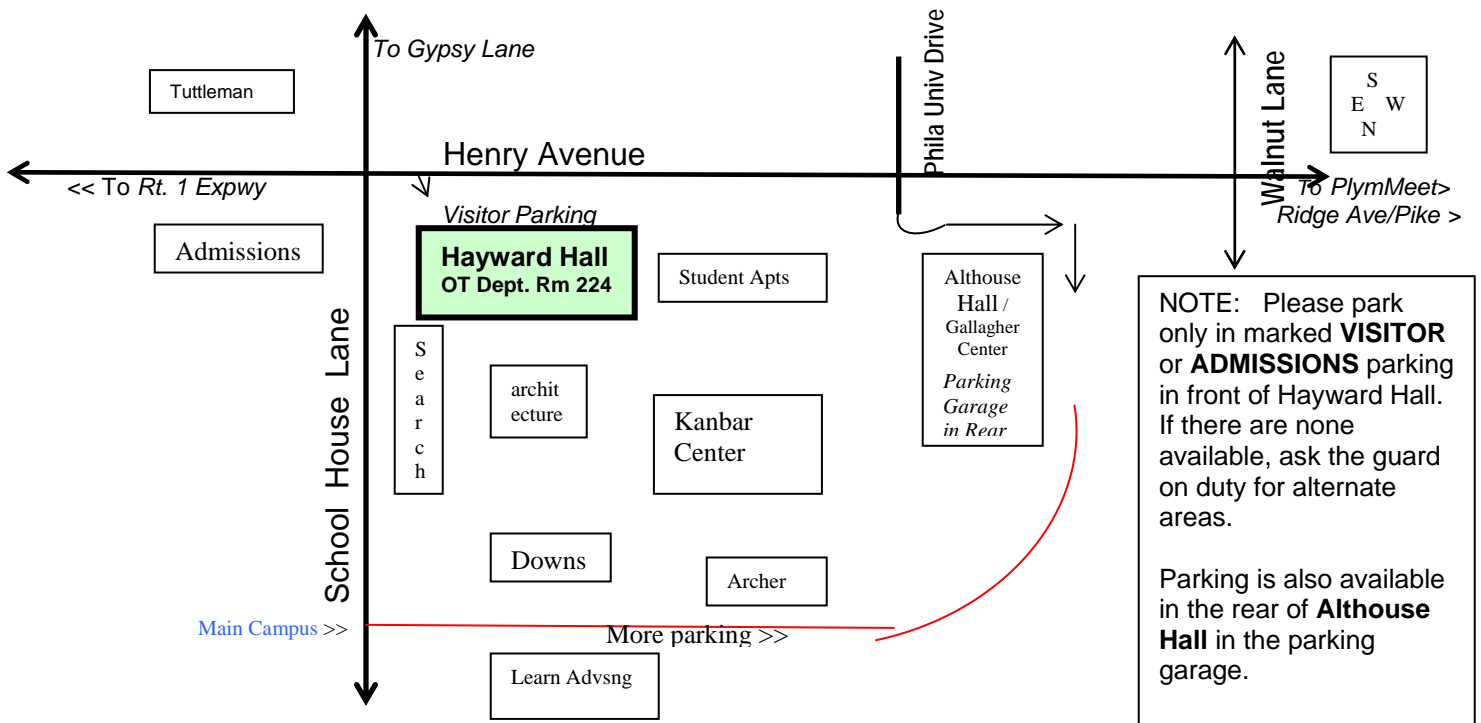 To Gypsy Lane
Phila Univ Drive
Walnut Lane
S
E W
N
Tuttleman
Henry Avenue
<< To Rt. 1 Expwy
To PlymMeet>
Ridge Ave/Pike >
Visitor Parking
Admissions
Hayward Hall
OT Dept. Rm 224
Student Apts
Althouse
Hall /
Gallagher
Center
Parking
Garage
in Rear
School House Lane
S
e
a
r
c
h
archit
ecture
Kanbar
Center
Downs
Archer
Main Campus >>
More parking >>
Learn Advsng
NOTE: Please park
only in marked VISITOR
or ADMISSIONS parking
in front of Hayward Hall.
If there are none
available, ask the guard
on duty for alternate
areas.
Parking is also available
in the rear of Althouse
Hall in the parking
garage.